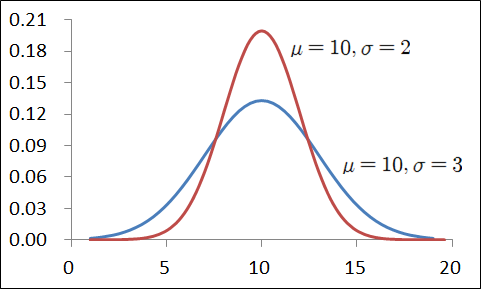 0.21
0.18
0.15
0.12
0.09
0.06
0.03
0.00
μ = 10, σ = 2
μ = 10, σ = 3
0 5 10 15 20